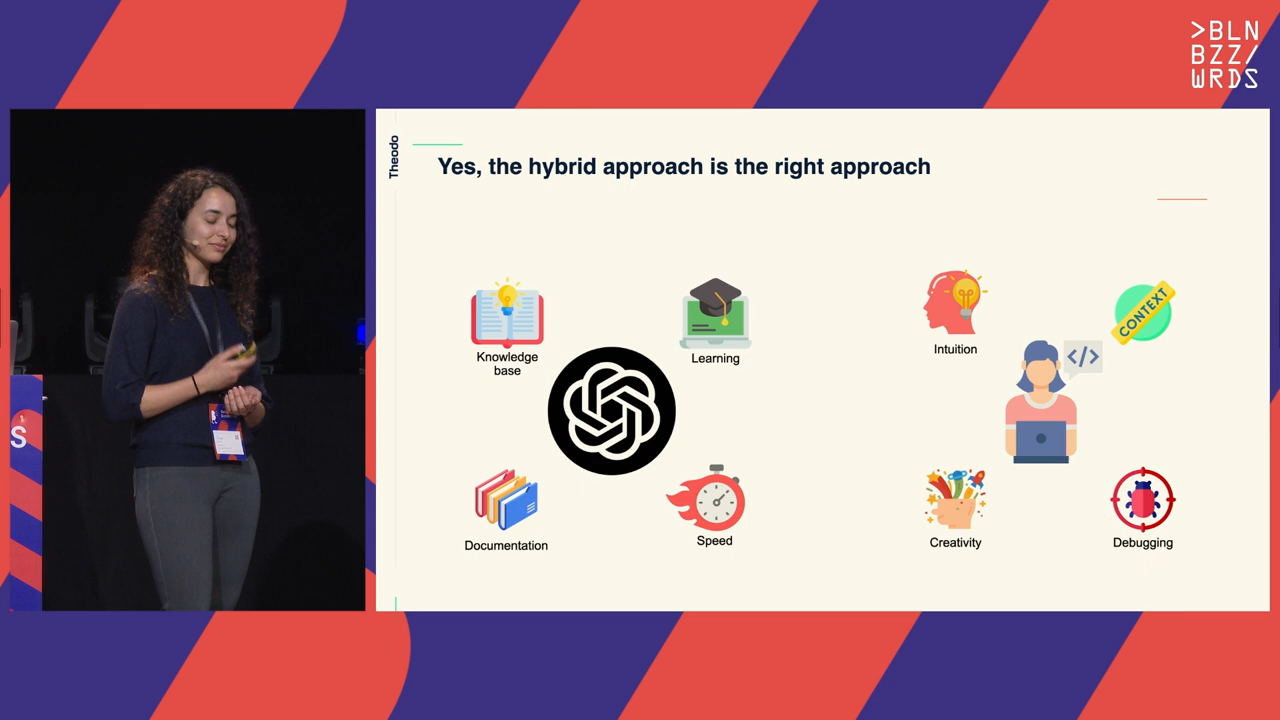 >BLN
BZZ/
WRDS
Theodo
Yes, the hybrid approach is the right approach
Knowledge
base
Learning
Intuition
CONTEXT
</>
Documentation
Speed
Creativity
Debugging
S